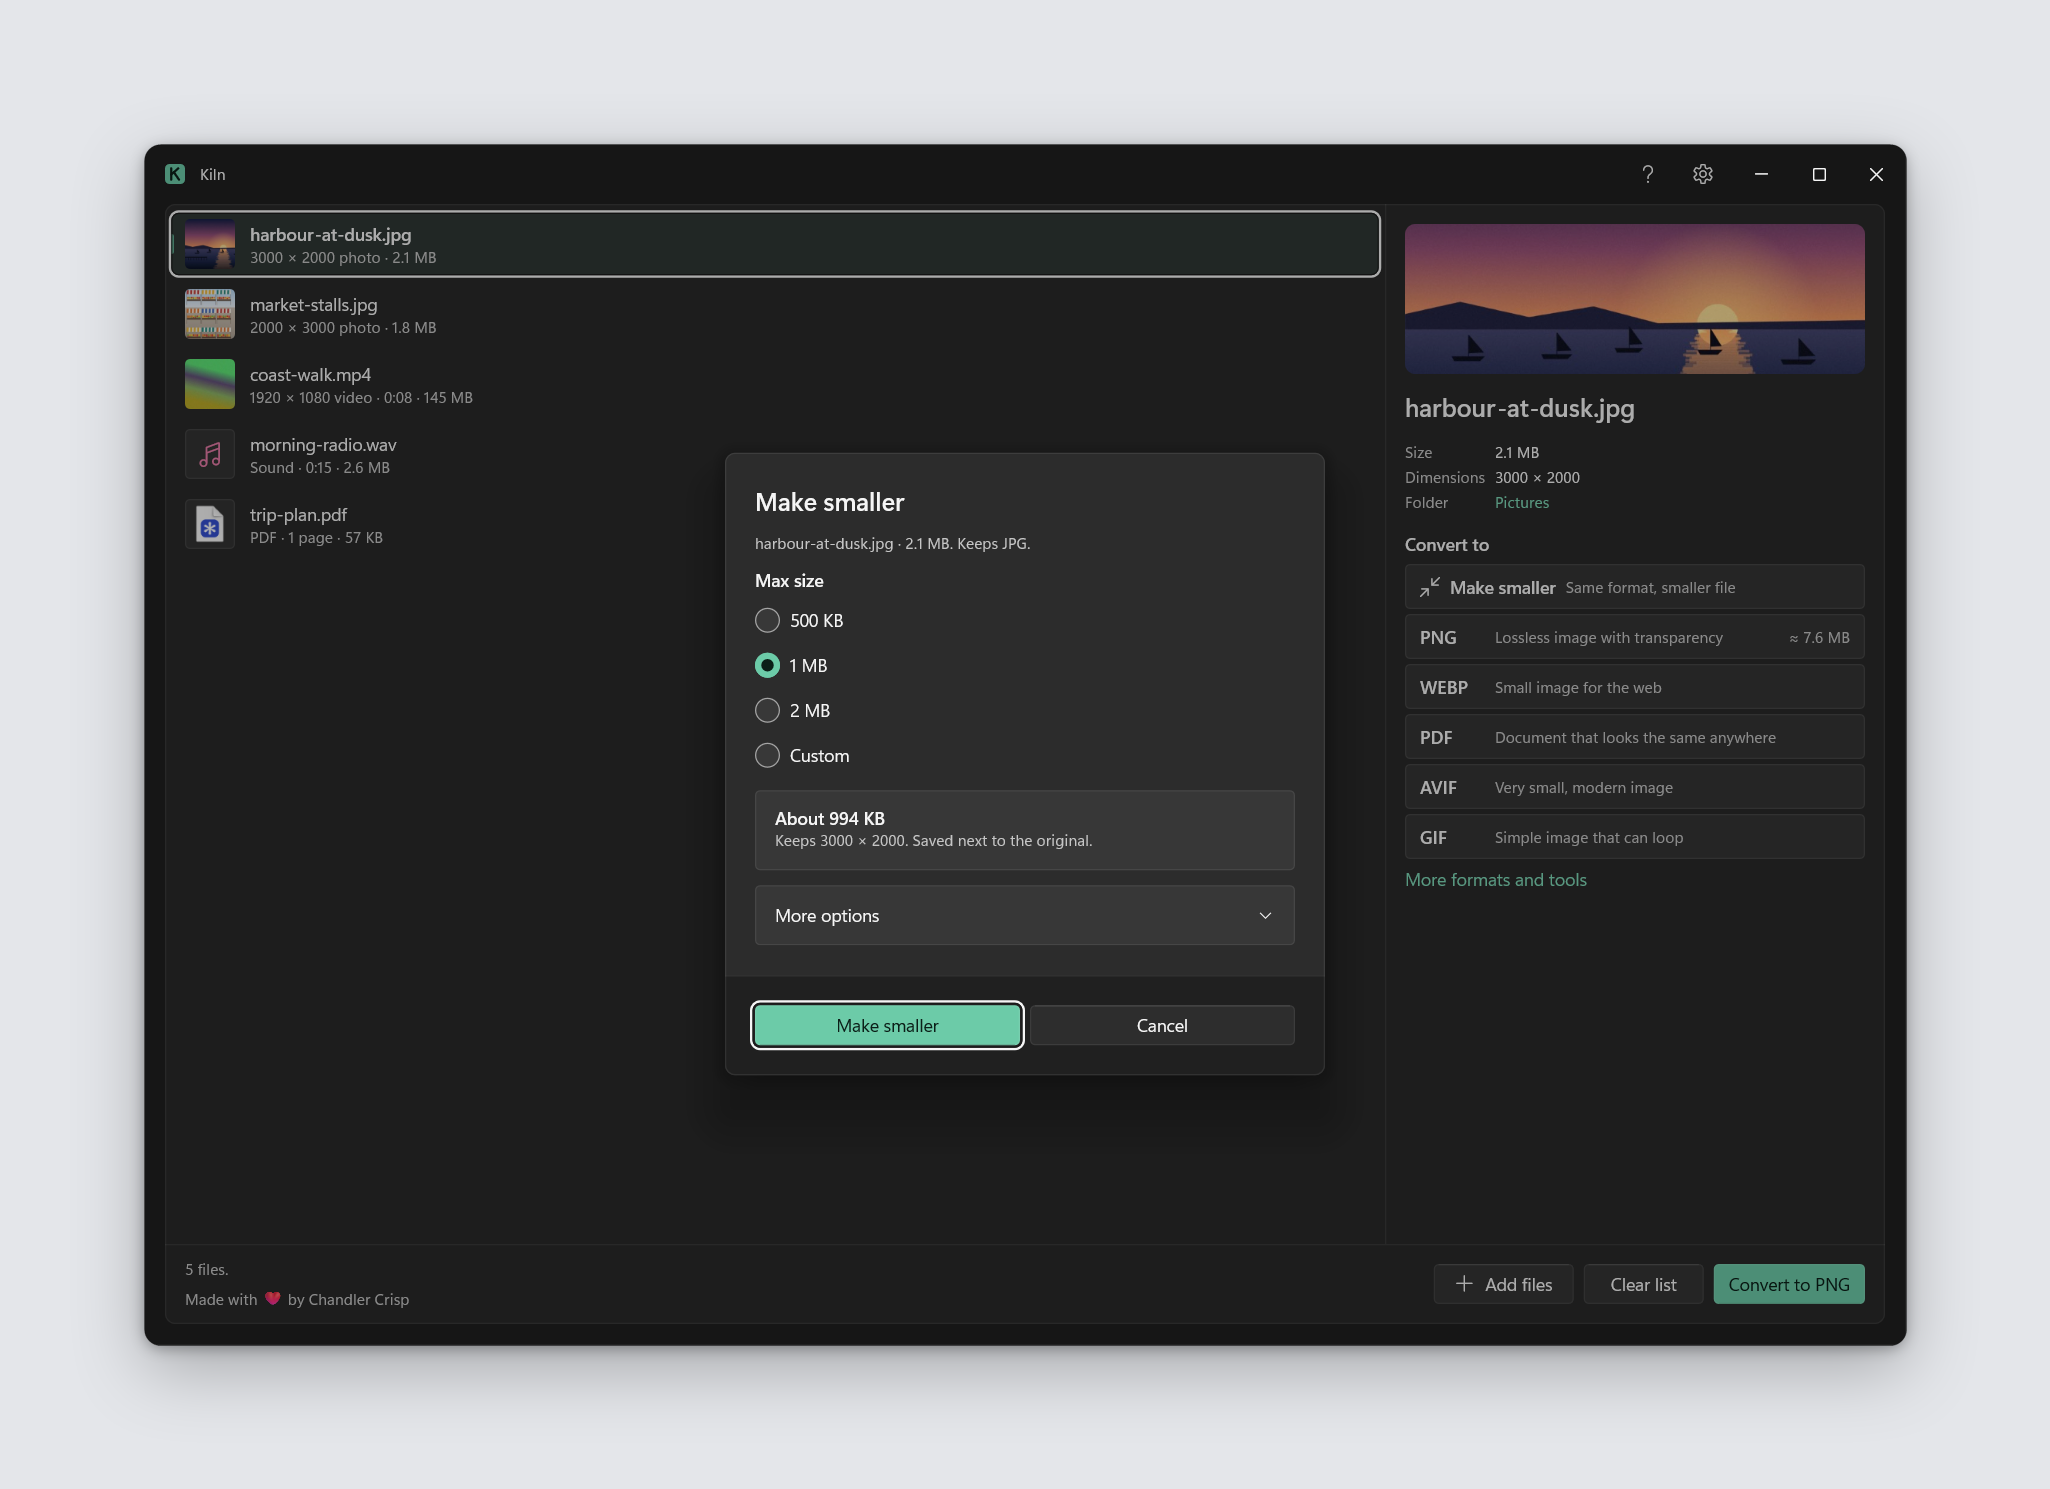 K Kiln
harbour-at-dusk.jpg
3000 × 2000 photo · 2.1 MB
market-stalls.jpg
2000 × 3000 photo · 1.8 MB
coast-walk.mp4
1920 × 1080 video · 0:08 · 145 MB
morning-radio.wav
Sound · 0:15 · 2.6 MB
trip-plan.pdf
PDF · 1 page · 57 KB
Make smaller
harbour-at-dusk.jpg · 2.1 MB. Keeps JPG.
Max size
500 KB
1 MB
2 MB
Custom
About 994 KB
Keeps 3000 × 2000. Saved next to the original.
More options
Make smaller
Cancel
harbour-at-dusk.jpg
Size 2.1 MB
Dimensions 3000 × 2000
Folder Pictures
Convert to
Make smaller Same format, smaller file
PNG Lossless image with transparency ≈ 7.6 MB
WEBP Small image for the web
PDF Document that looks the same anywhere
AVIF Very small, modern image
GIF Simple image that can loop
More formats and tools
5 files.
Made with ❤ by Chandler Crisp
Add files
Clear list
Convert to PNG